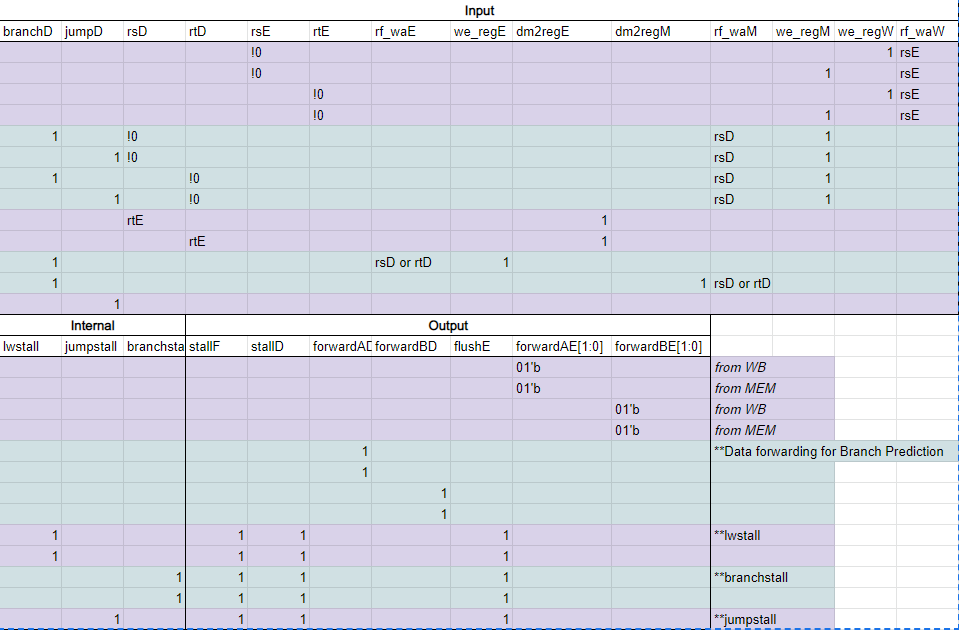 Input
branchD jumpD rsD rtD rsE rtE rf_waE we_regE dm2regE dm2regM rf_waM we_regM we_regW rf_waW
!0 1 rsE
!0 1 rsE
!0 1 rsE
!0 1 rsE
1 !0 rsD 1
1 !0 rsD 1
1 !0 rsD 1
1 !0 rsD 1
rtE 1
rtE 1
1 rsD or rtD 1
1 1 rsD or rtD
1
Internal Output
lwstall jumpstall branchsta stallF stallD forwardAD forwardBD flushE forwardAE[1:0] forwardBE[1:0]
01'b from WB
01'b from MEM
01'b from WB
01'b from MEM
1 **Data forwarding for Branch Prediction
1
1
1
1 1 1 1 **lwstall
1 1 1 1
1 1 1 1 **branchstall
1 1 1 1
1 1 1 1 **jumpstall